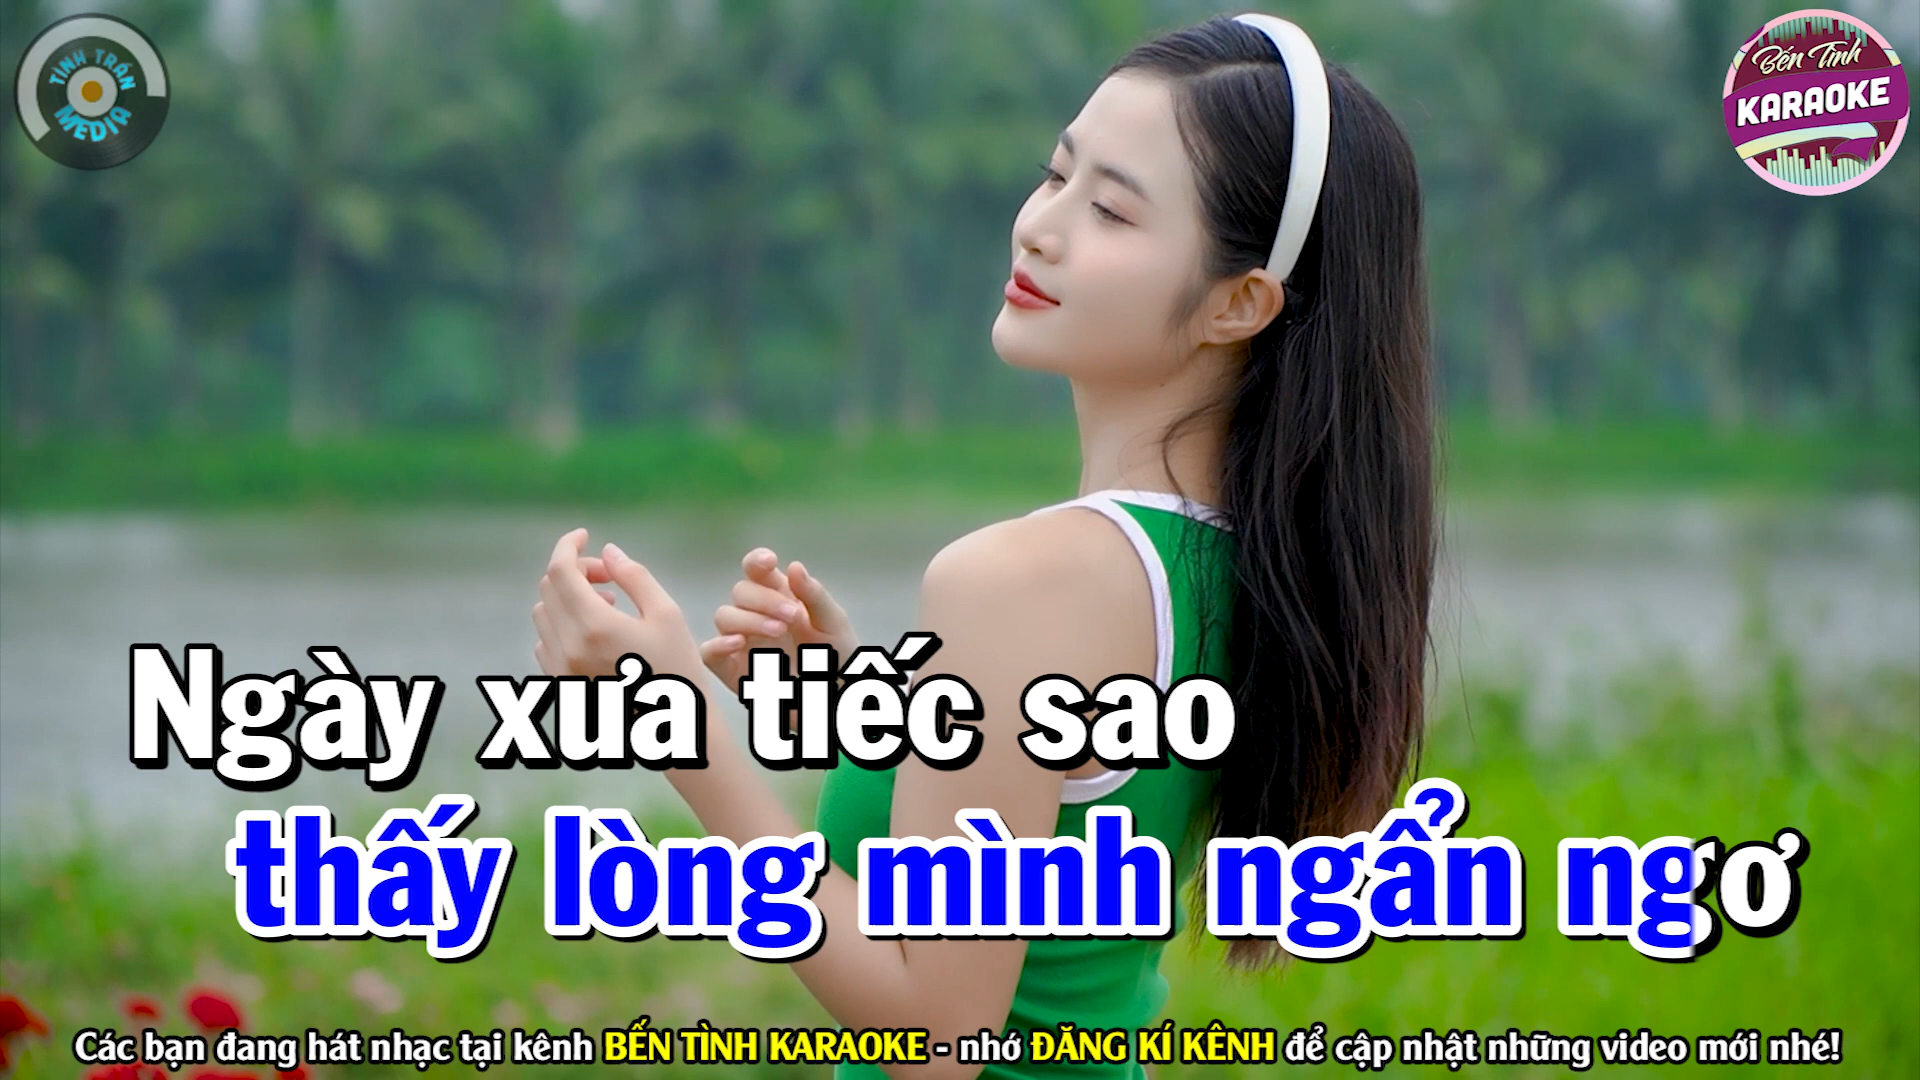 TÌNH TRẦN
MEDIA
Bến Tình
KARAOKE
Ngày xưa tiếc sao
thấy lòng mình ngẩn ngơ
Các bạn đang hát nhạc tại kênh BẾN TÌNH KARAOKE - nhớ ĐĂNG KÍ KÊNH để cập nhật những video mới nhé!